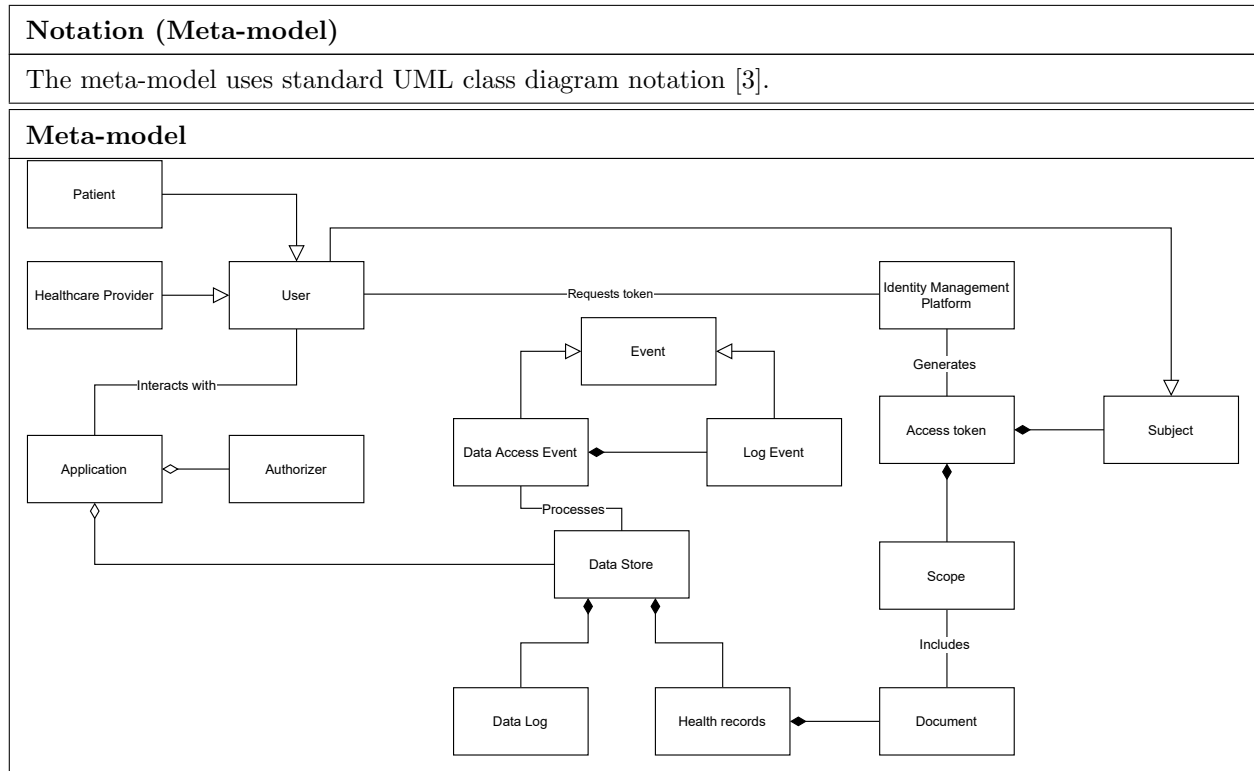 Notation (Meta-model)
The meta-model uses standard UML class diagram notation [3].
Meta-model
Patient
Healthcare Provider
User
Requests token
Identity Management
Platform
Event
Generates
Interacts with
Application
Authorizer
Data Access Event
Log Event
Access token
Subject
Processes
Data Store
Scope
Includes
Data Log
Health records
Document